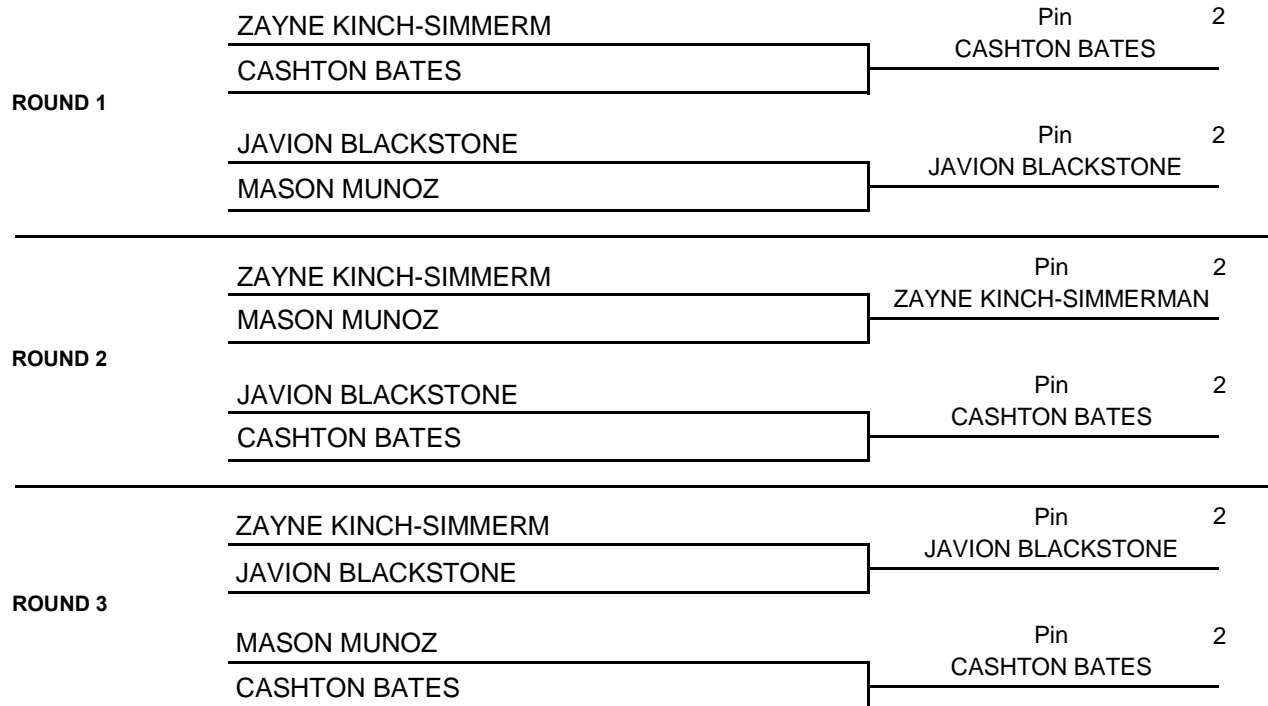 ZAYNE KINCH-SIMMERM
Pin 2
CASHTON BATES
CASHTON BATES
ROUND 1
JAVION BLACKSTONE
Pin 2
JAVION BLACKSTONE
MASON MUNOZ
ZAYNE KINCH-SIMMERM
Pin 2
ZAYNE KINCH-SIMMERMAN
MASON MUNOZ
ROUND 2
JAVION BLACKSTONE
Pin 2
CASHTON BATES
CASHTON BATES
ZAYNE KINCH-SIMMERM
Pin 2
JAVION BLACKSTONE
JAVION BLACKSTONE
ROUND 3
MASON MUNOZ
Pin 2
CASHTON BATES
CASHTON BATES